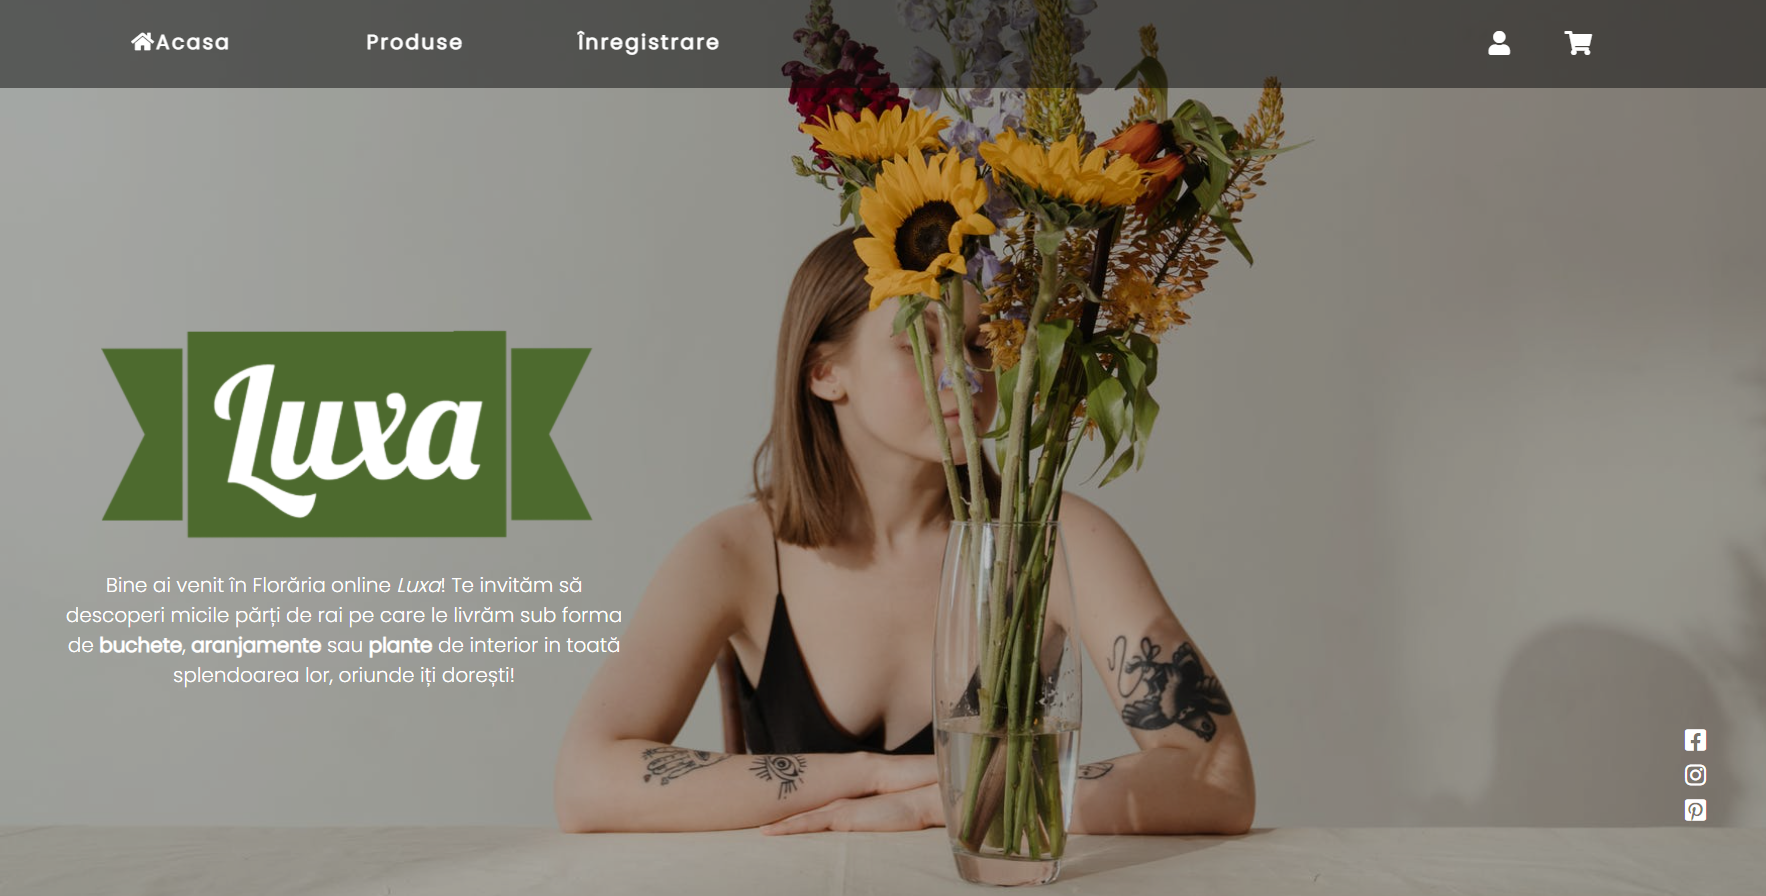 Acasa
Produse
Înregistrare
Luxa
Bine ai venit în Florăria online Luxa! Te invităm să
descoperi micile părți de rai pe care le livrăm sub forma
de buchete, aranjamente sau plante de interior in toată
splendoarea lor, oriunde iți dorești!